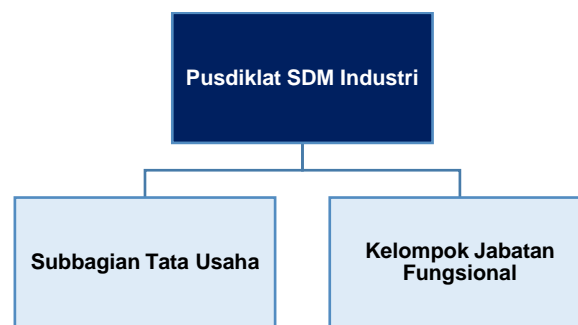 Pusdiklat SDM Industri
Subbagian Tata Usaha
Kelompok Jabatan
Fungsional